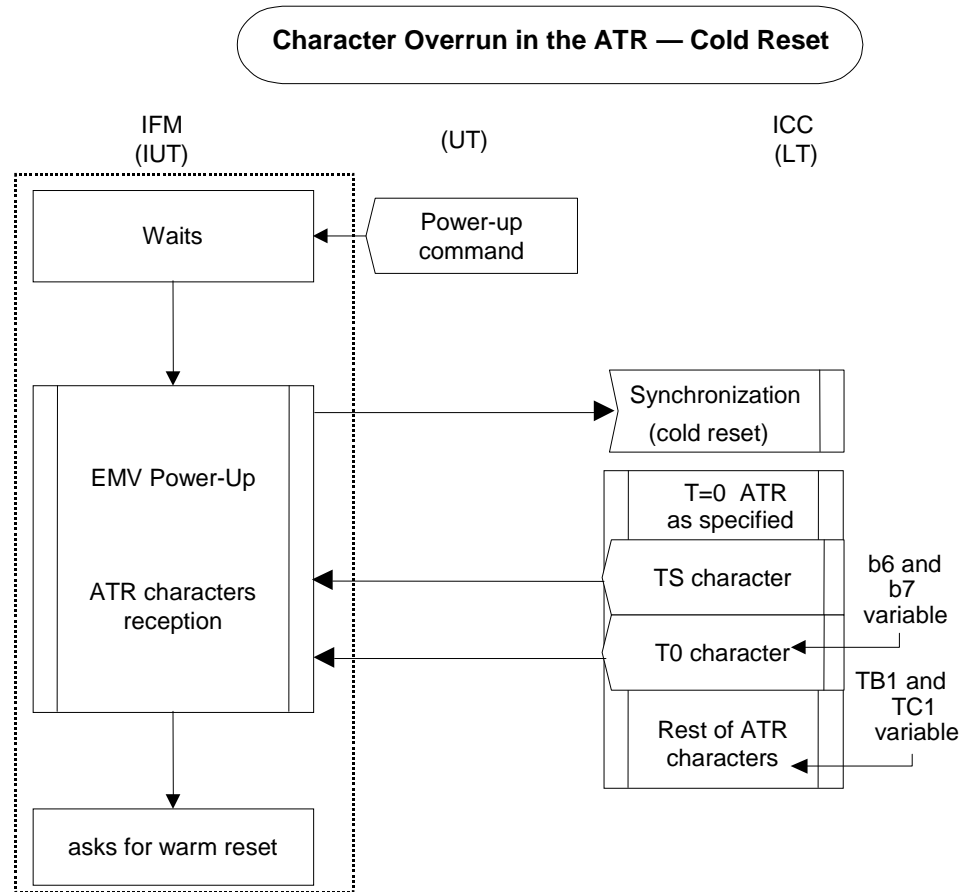 Character Overrun in the ATR — Cold Reset
IFM
(IUT)
(UT)
ICC
(LT)
Waits
Power-up
command
Synchronization
(cold reset)
EMV Power-Up
T=0 ATR
as specified
ATR characters
reception
TS character
b6 and
b7
variable
T0 character
TB1 and
TC1
variable
Rest of ATR
characters
asks for warm reset